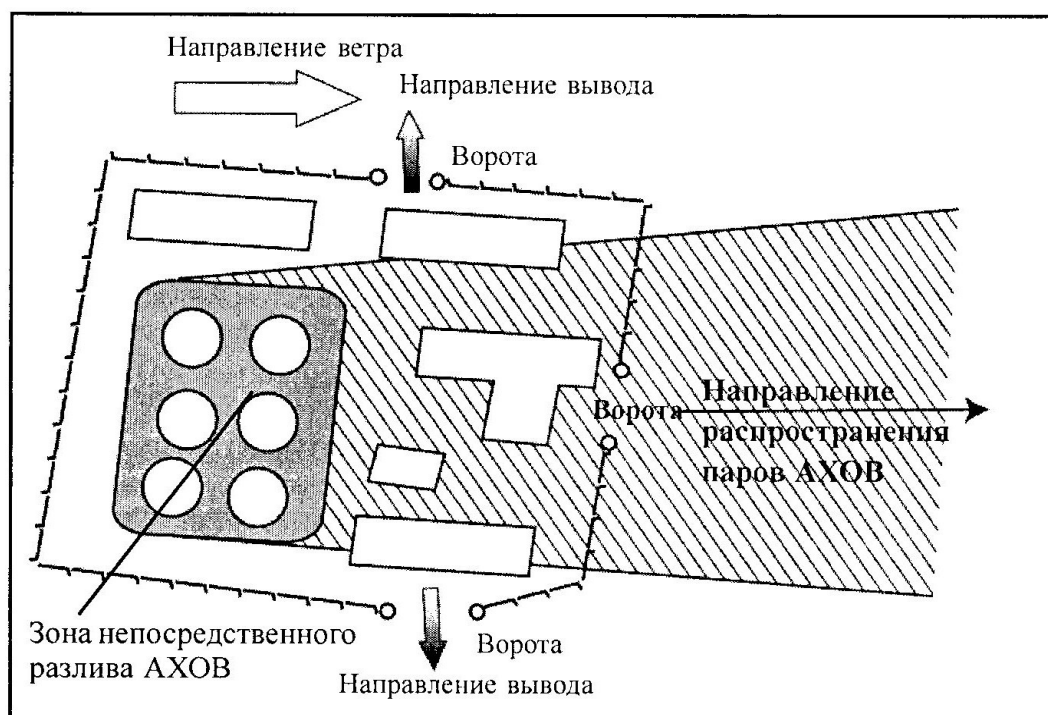 Направление ветра
Направление вывода
Ворота
Ворота
Направление
распространения
паров АХОВ
Зона непосредственного
разлива АХОВ
Ворота
Направление вывода